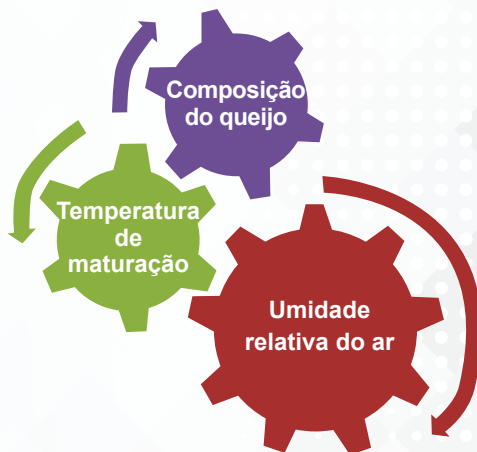 Composição
do queijo
Temperatura
de
maturação
Umidade
relativa do ar